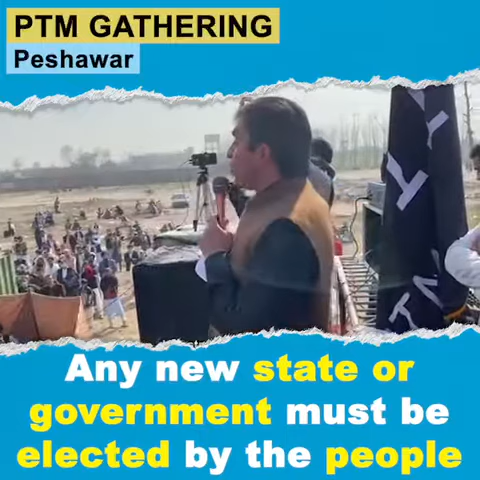 PTM GATHERING
Peshawar
Any new state or
government must be
elected by the people